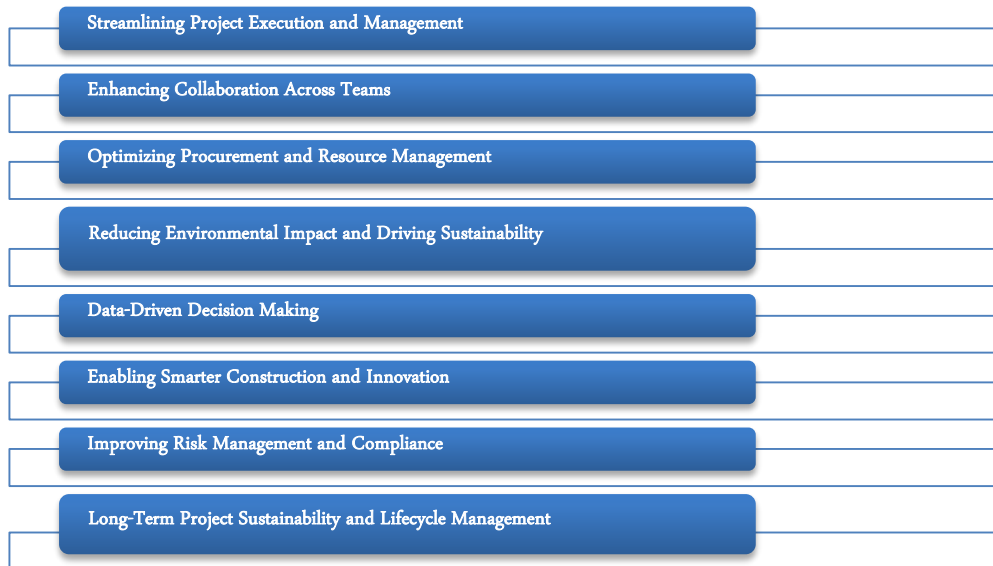 Streamlining Project Execution and Management
Enhancing Collaboration Across Teams
Optimizing Procurement and Resource Management
Reducing Environmental Impact and Driving Sustainability
Data-Driven Decision Making
Enabling Smarter Construction and Innovation
Improving Risk Management and Compliance
Long-Term Project Sustainability and Lifecycle Management